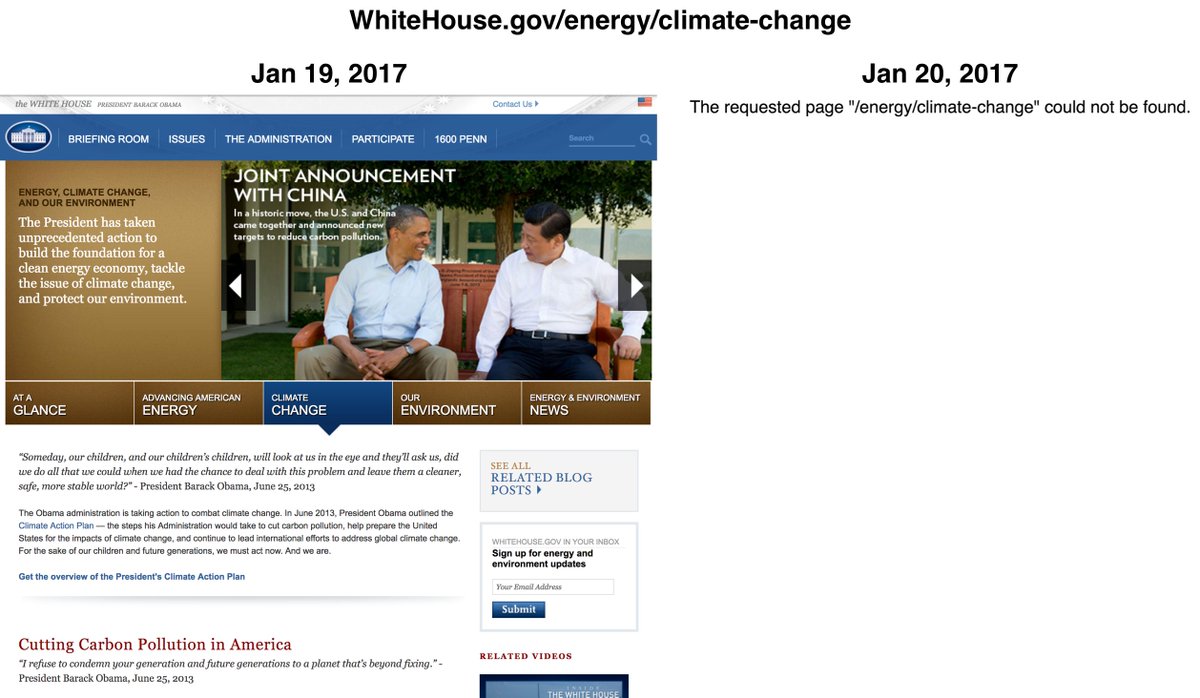 WhiteHouse.gov/energy/climate-change
Jan 19, 2017
Jan 20, 2017
The requested page "/energy/climate-change" could not be found.
the WHITE HOUSE PRESIDENT BARACK OBAMA
Contact Us
BRIEFING ROOM ISSUES THE ADMINISTRATION PARTICIPATE 1600 PENN
Search
ENERGY, CLIMATE CHANGE,
AND OUR ENVIRONMENT
The President has taken
unprecedented action to
build the foundation for a
clean energy economy, tackle
the issue of climate change,
and protect our environment.
JOINT ANNOUNCEMENT
WITH CHINA
In a historic move, the U.S. and China
came together and announced new
targets to reduce carbon pollution.
AT A
GLANCE
ADVANCING AMERICAN
ENERGY
CLIMATE
CHANGE
OUR
ENVIRONMENT
ENERGY & ENVIRONMENT
NEWS
“Someday, our children, and our children’s children, will look at us in the eye and they'll ask us, did
we do all that we could when we had the chance to deal with this problem and leave them a cleaner,
safe, more stable world?” - President Barack Obama, June 25, 2013
The Obama administration is taking action to combat climate change. In June 2013, President Obama outlined the
Climate Action Plan — the steps his Administration would take to cut carbon pollution, help prepare the United
States for the impacts of climate change, and continue to lead international efforts to address global climate change.
For the sake of our children and future generations, we must act now. And we are.
Get the overview of the President's Climate Action Plan
Cutting Carbon Pollution in America
“I refuse to condemn your generation and future generations to a planet that’s beyond fixing.” -
President Barack Obama, June 25, 2013
SEE ALL
RELATED BLOG
POSTS
WHITEHOUSE.GOV IN YOUR INBOX
Sign up for energy and
environment updates
Your Email Address
Submit
RELATED VIDEOS
INSIDE
THE WHITE HOUSE